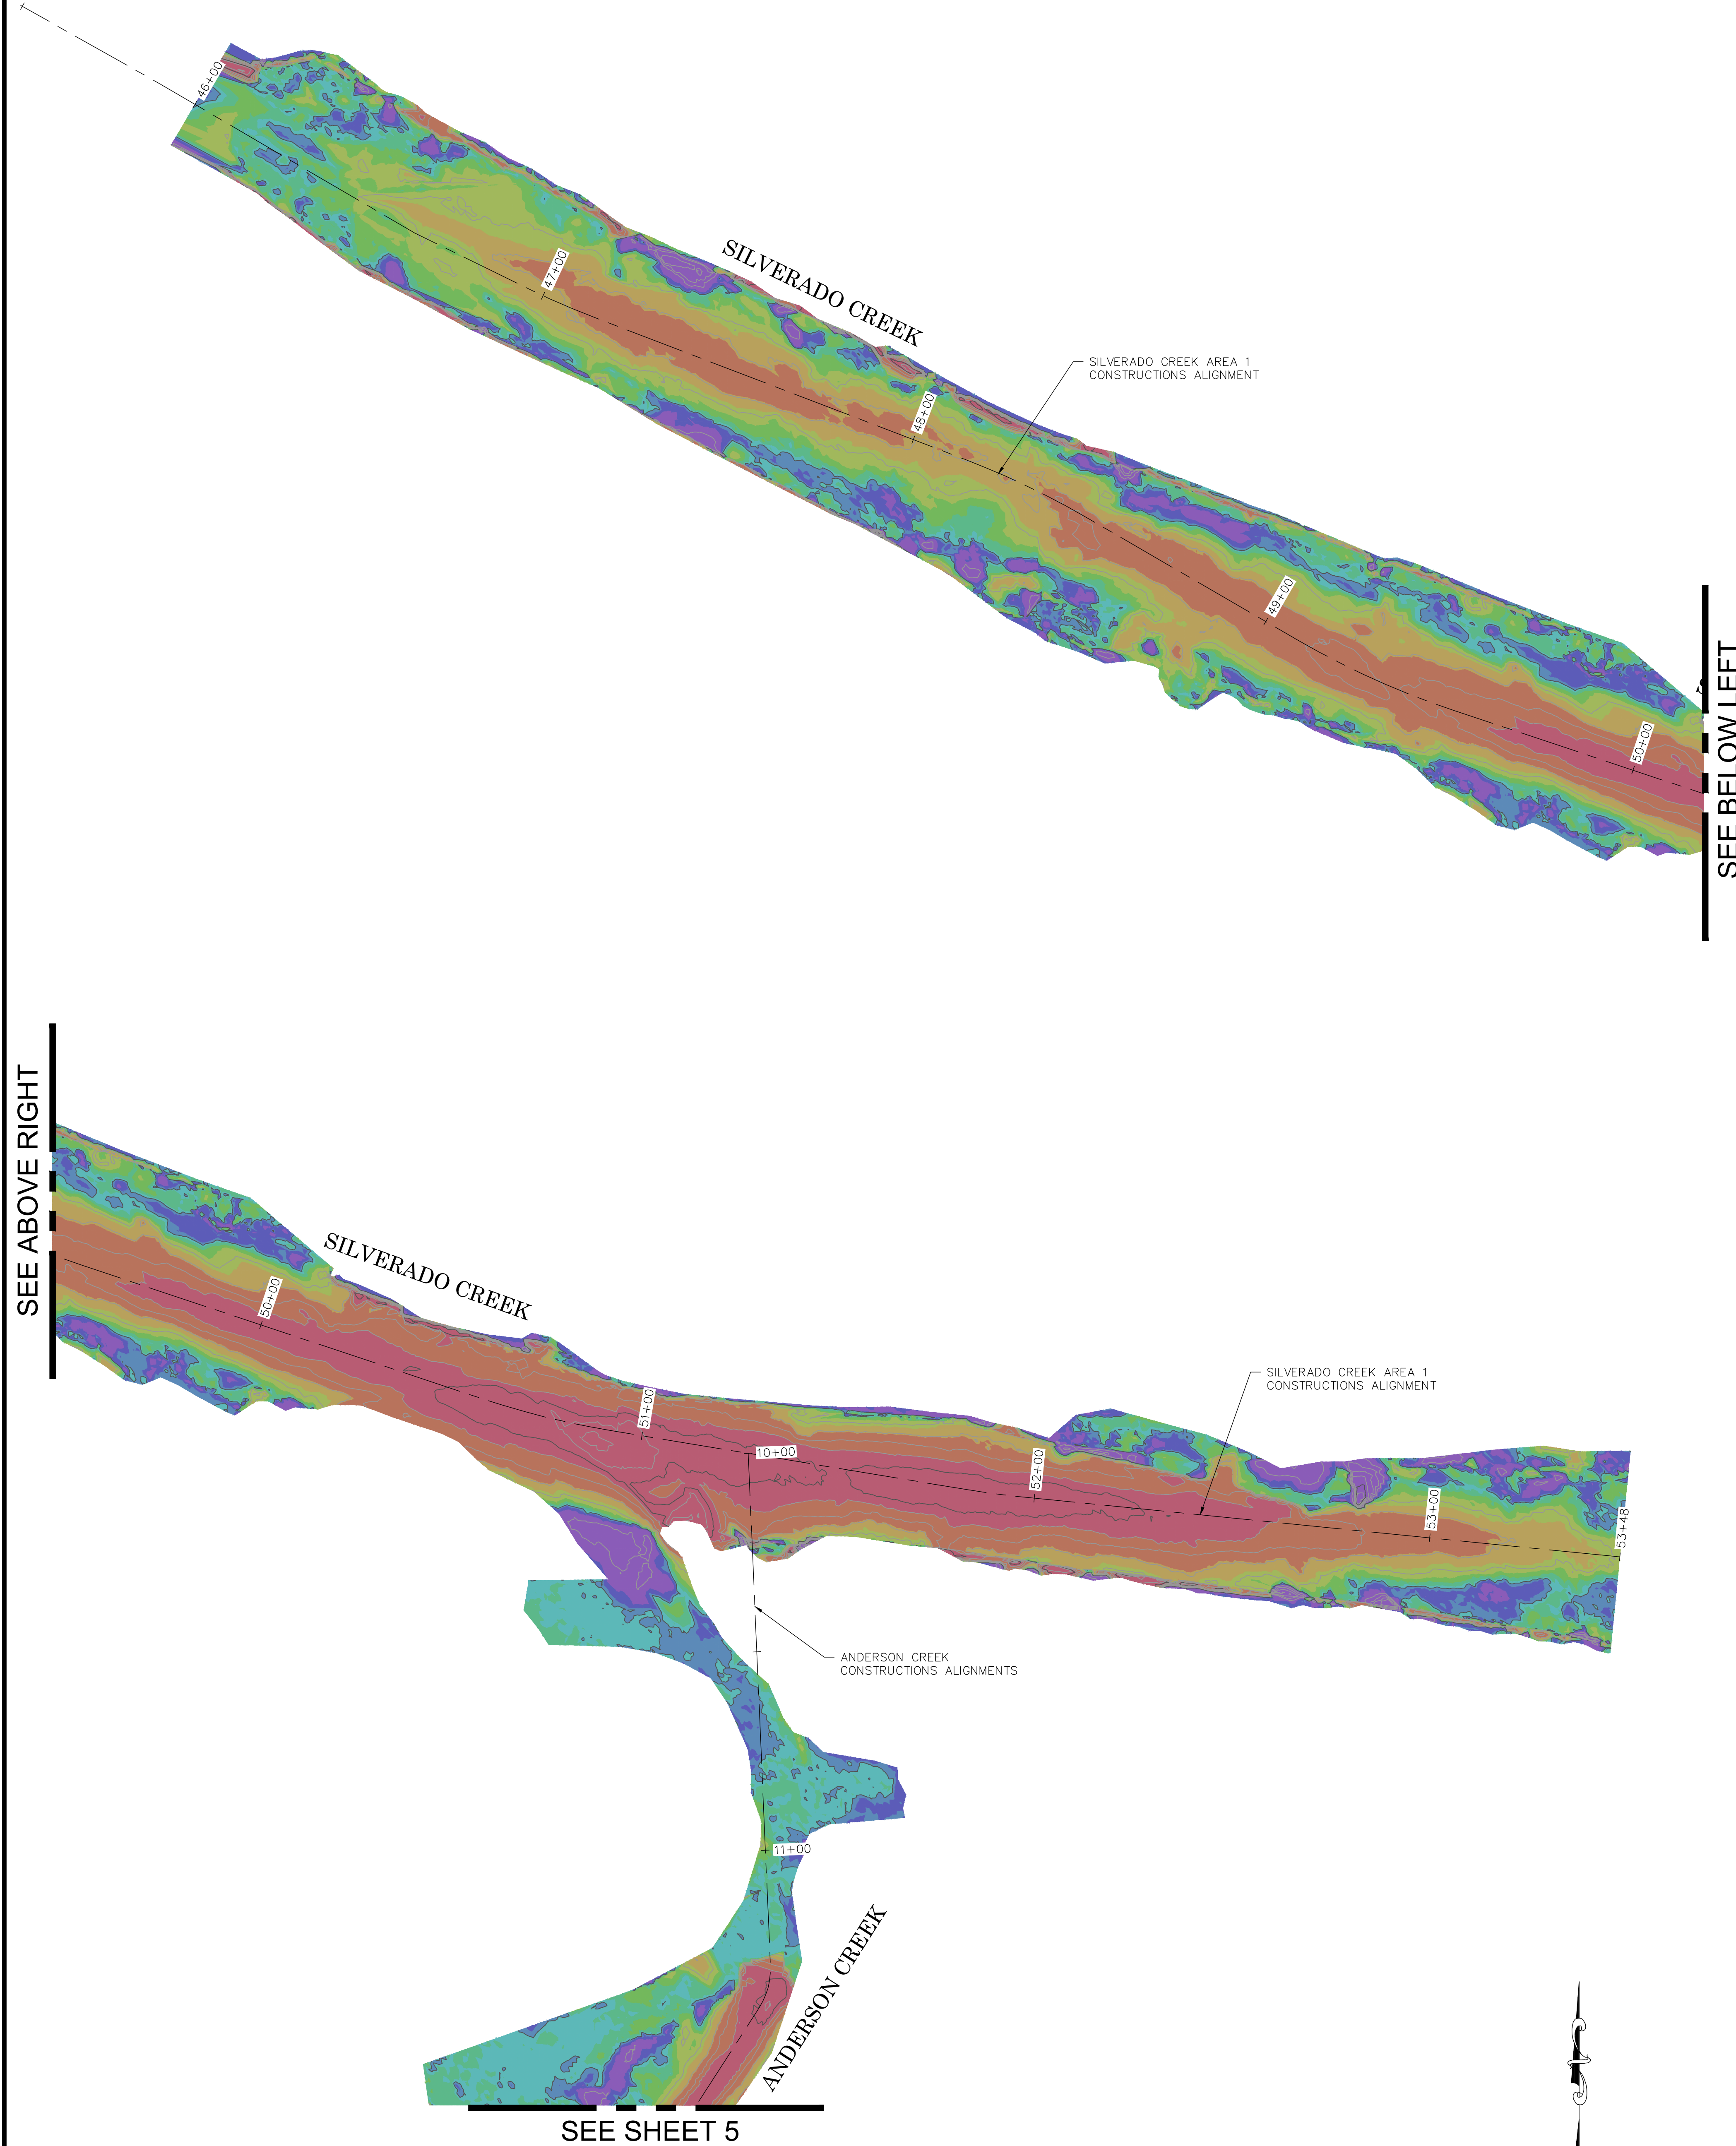 46+00
47+00
SILVERADO CREEK
SILVERADO CREEK AREA 1
CONSTRUCTIONS ALIGNMENT
48+00
49+00
50+00
SEE BELOW LEFT
SEE ABOVE RIGHT
SILVERADO CREEK
50+00
51+00
10+00
52+00
SILVERADO CREEK AREA 1
CONSTRUCTIONS ALIGNMENT
53+00
53+48
ANDERSON CREEK
CONSTRUCTIONS ALIGNMENTS
11+00
ANDERSON CREEK
SEE SHEET 5